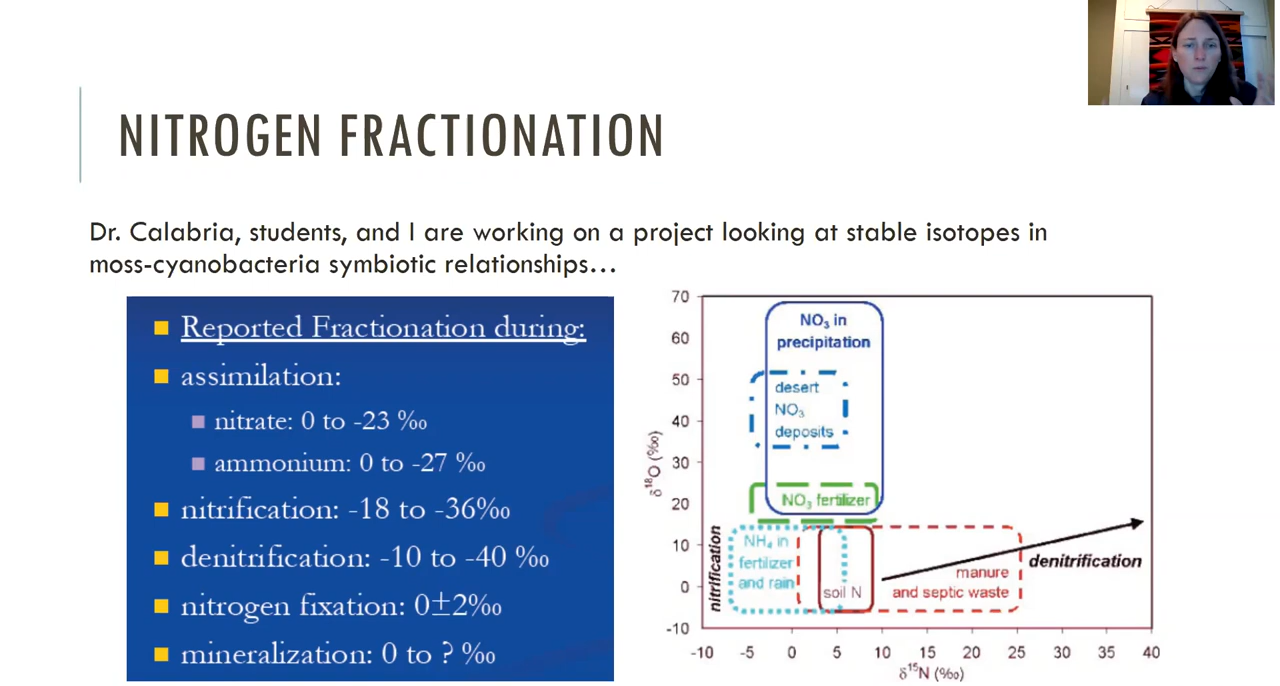 NITROGEN FRACTIONATION
Dr. Calabria, students, and I are working on a project looking at stable isotopes in
moss-cyanobacteria symbiotic relationships...
Reported Fractionation during:
assimilation:
nitrate: 0 to -23 ‰
ammonium: 0 to -27 ‰
nitrification: -18 to -36‰
denitrification: -10 to -40 ‰
nitrogen fixation: 0±2‰
mineralization: 0 to ? ‰
70
60
50
40
30
20
10
0
-10
δ¹⁸O (‰)
NO₃ in
precipitation
desert
NO₃
deposits
NO₃ fertilizer
nitrification
NH₄ in
fertilizer
and rain
soil N
manure
and septic waste
denitrification
-10 -5 0 5 10 15 20 25 30 35 40
δ¹⁵N (‰)